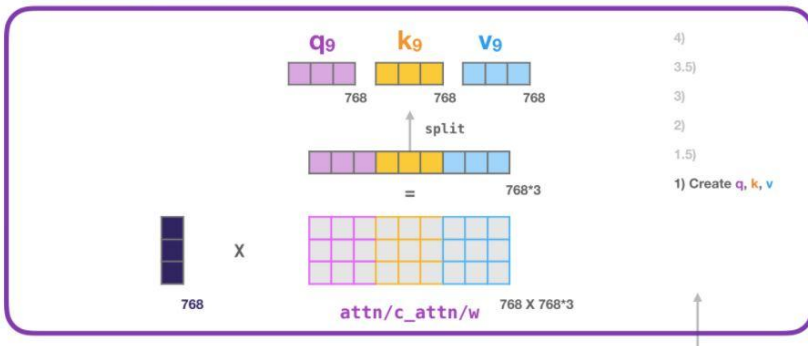 q9 k9 v9
768 768 768
split
768*3
=
X
768
attn/c_attn/w
768 X 768*3
4)
3.5)
3)
2)
1.5)
1) Create q, k, v